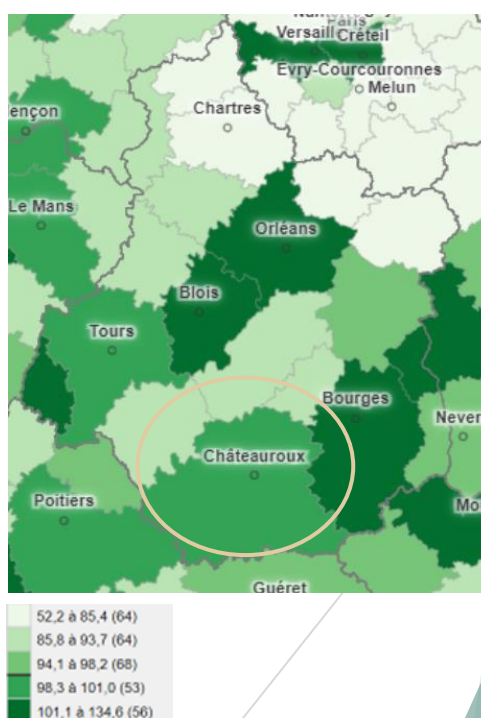 Paris
Versaill Créteil
Évry-Courcouronnes
Melun
Chartres
ençon
Le Mans
Orléans
Blois
Tours
Bourges
Never
Châteauroux
Poitiers
Mo
Guéret
52,2 à 85,4 (64)
85,8 à 93,7 (64)
94,1 à 98,2 (68)
98,3 à 101,0 (53)
101,1 à 134,6 (56)